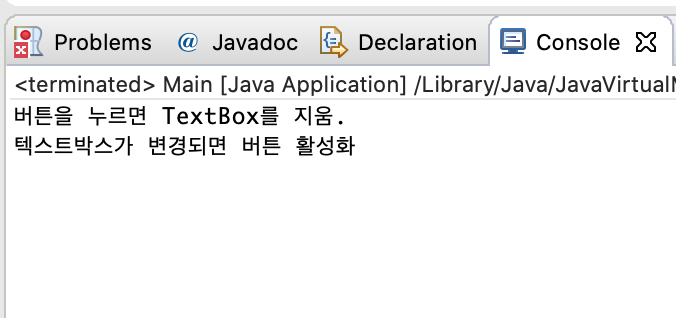 Problems @ Javadoc Declaration Console
<terminated> Main [Java Application] /Library/Java/JavaVirtualM
버튼을 누르면 TextBox를 지움.
텍스트박스가 변경되면 버튼 활성화